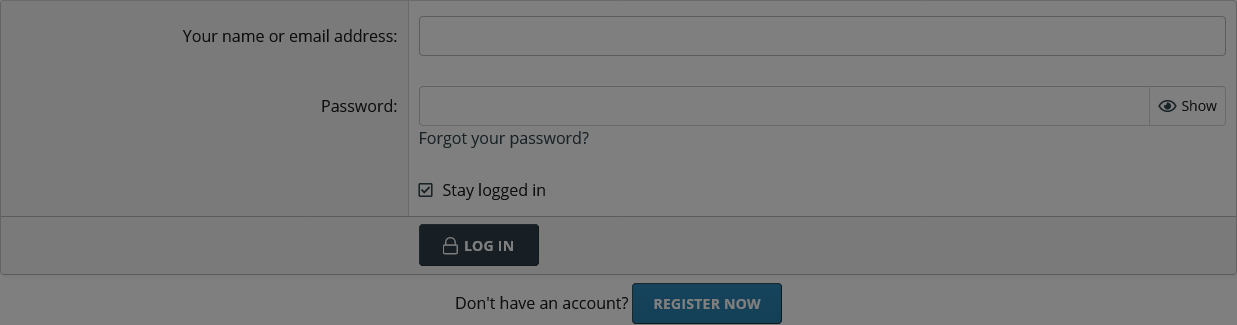 Your name or email address:
Password:
Show
Forgot your password?
Stay logged in
LOG IN
Don't have an account? REGISTER NOW